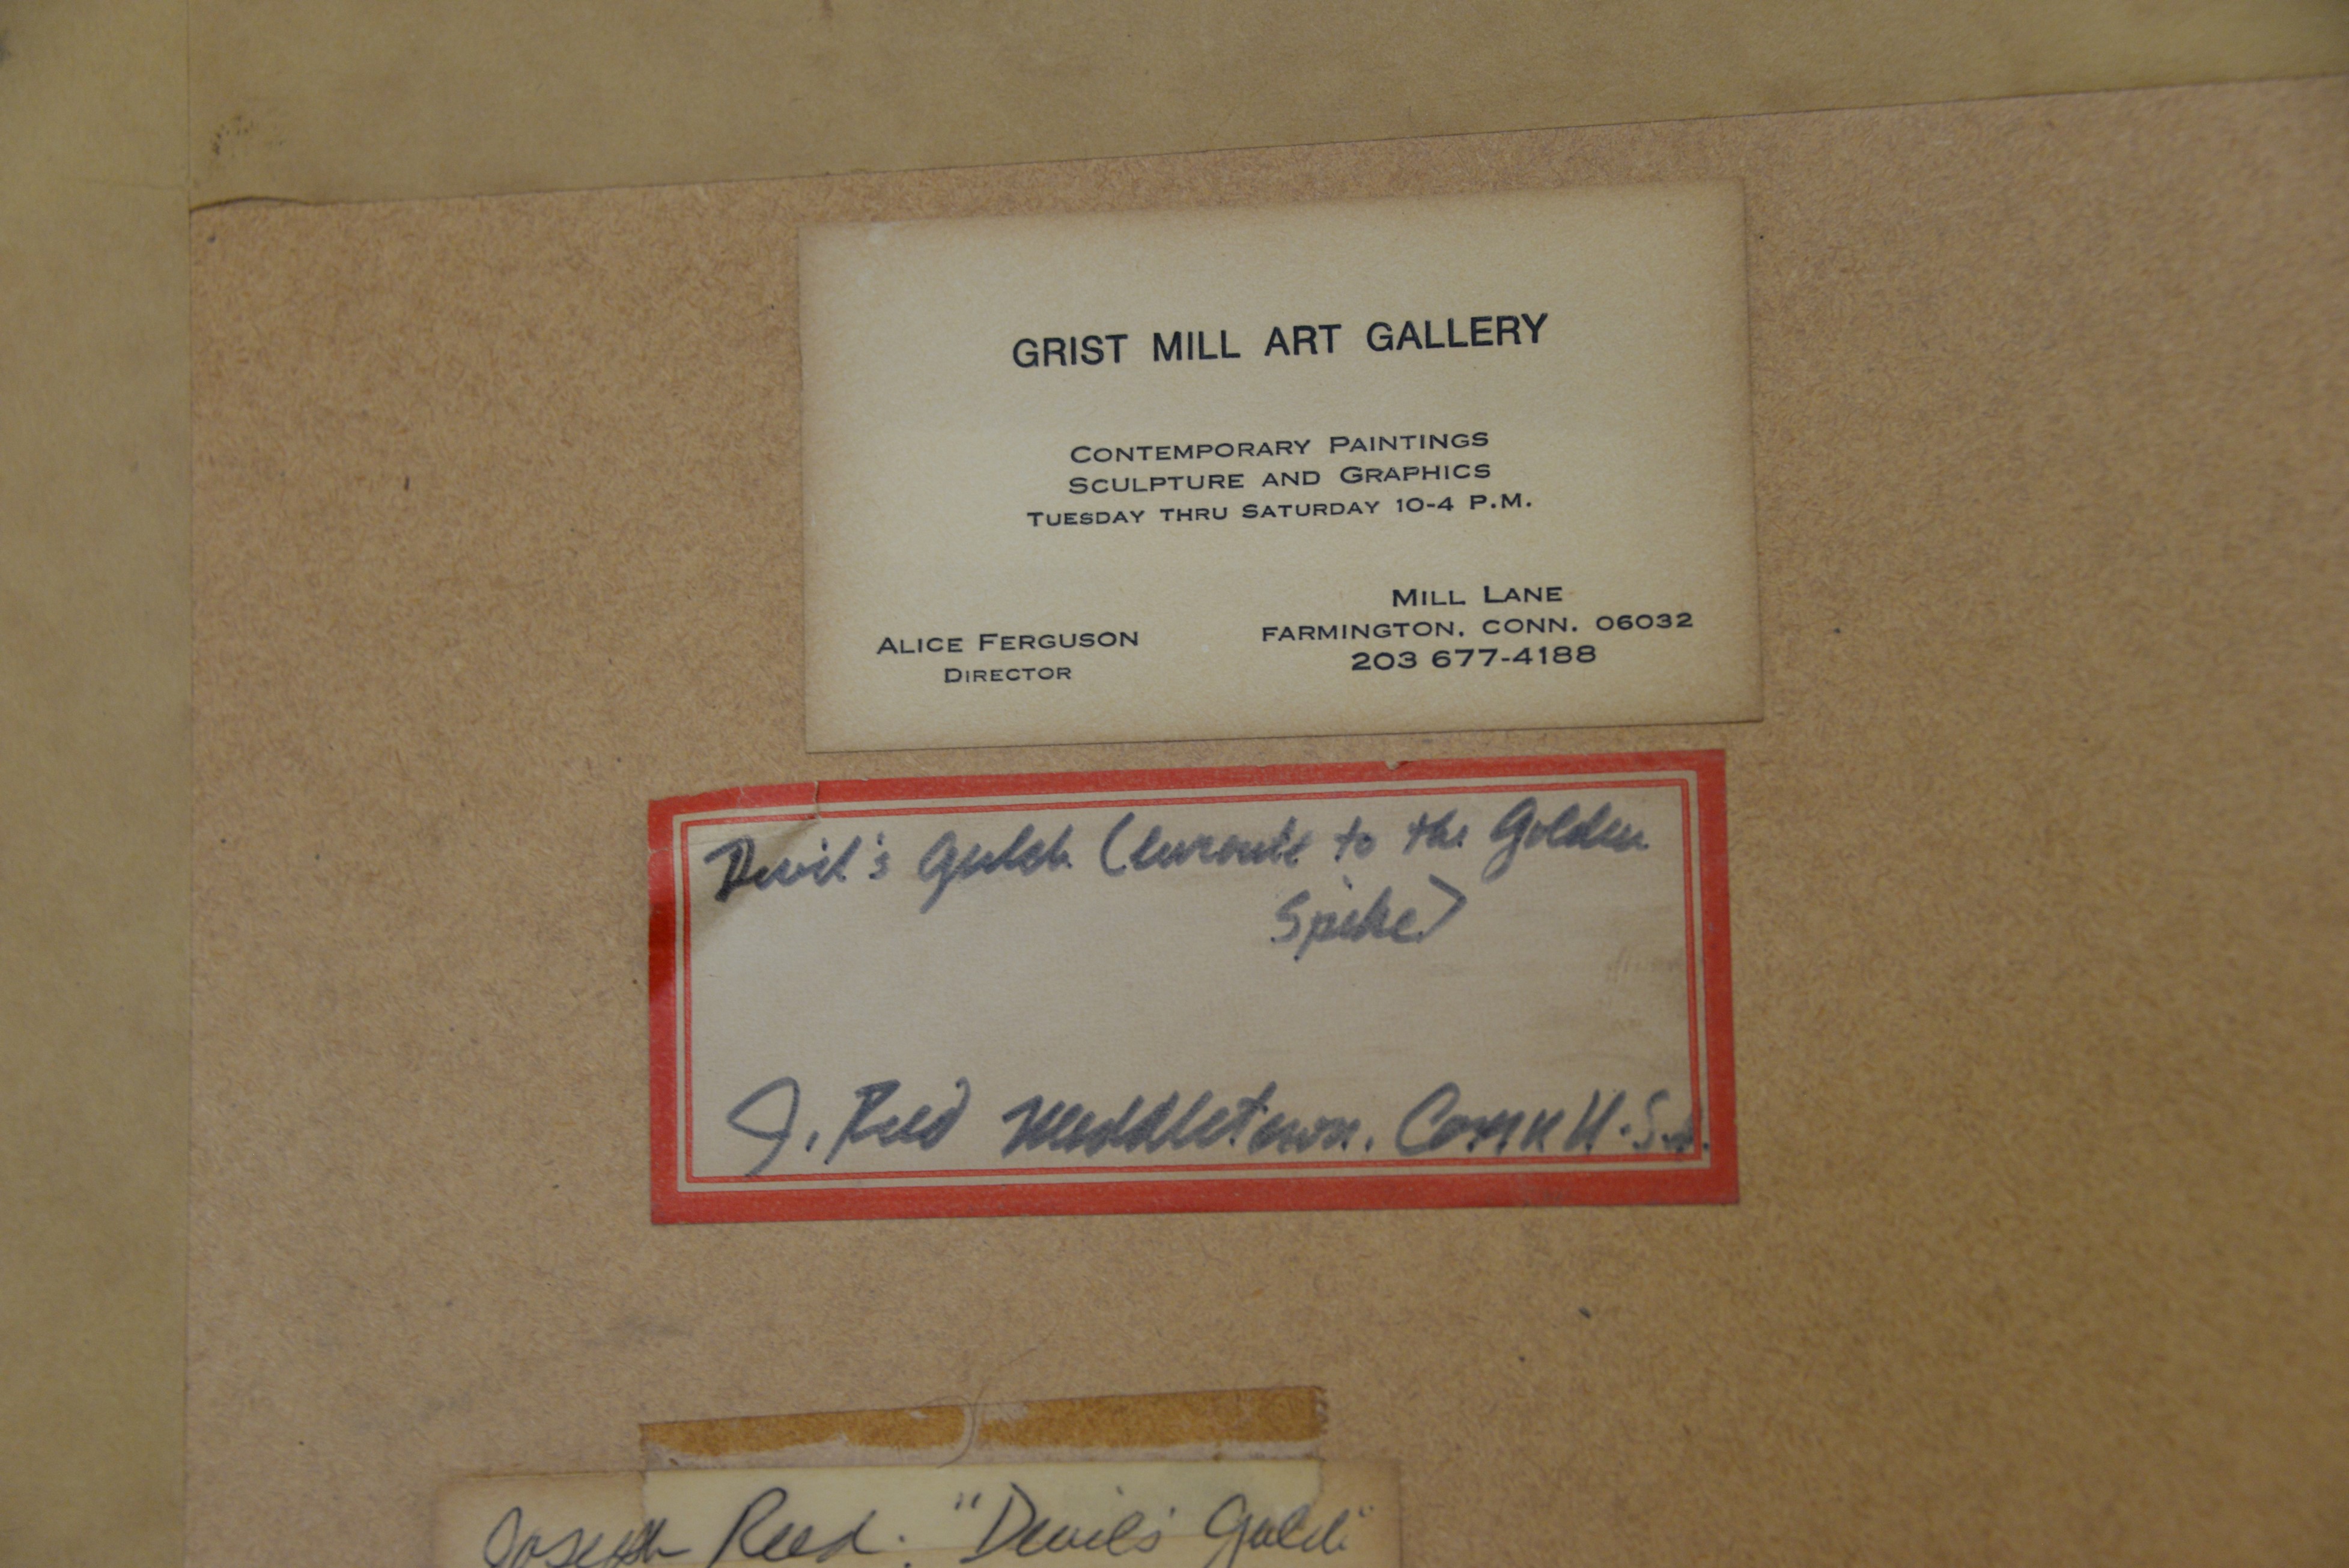 GRIST MILL ART GALLERY
CONTEMPORARY PAINTINGS
SCULPTURE AND GRAPHICS
TUESDAY THRU SATURDAY 10-4 P.M.
ALICE FERGUSON
DIRECTOR
MILL LANE
FARMINGTON, CONN. 06032
203 677-4188
Devil's Gulch (enroute to the Golden
Spike)
J. Reed Middletown. Conn U.S.A.
Joseph Reed. "Devil's Gulch"